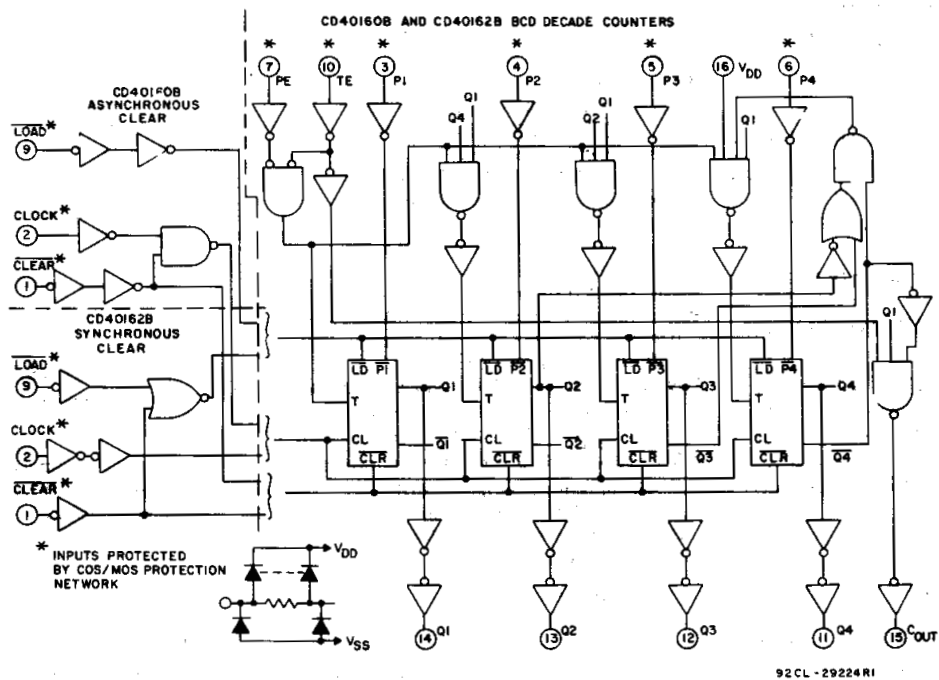 CD40160B AND CD40162B BCD DECADE COUNTERS
* * * * * *
7 10 3 4 5 16 VDD 6
PE TE P1 P2 P3 P4
CD40160B
ASYNCHRONOUS
CLEAR
LOAD*
9
Q4 Q1 Q2 Q1 Q1
CLOCK*
2
CLEAR*
1
CD40162B
SYNCHRONOUS
CLEAR
Q1
LOAD*
9
LD P1 LD P2 LD P3 LD P4
T Q1 T Q2 T Q3 T Q4
CLOCK*
2
CL Q1 CL Q2 CL Q3 CL Q4
CLR CLR CLR CLR
CLEAR*
1
* INPUTS PROTECTED
BY COS/MOS PROTECTION
NETWORK
VDD
VSS
14 Q1 13 Q2 12 Q3 11 Q4 15 COUT
92CL-29224R1